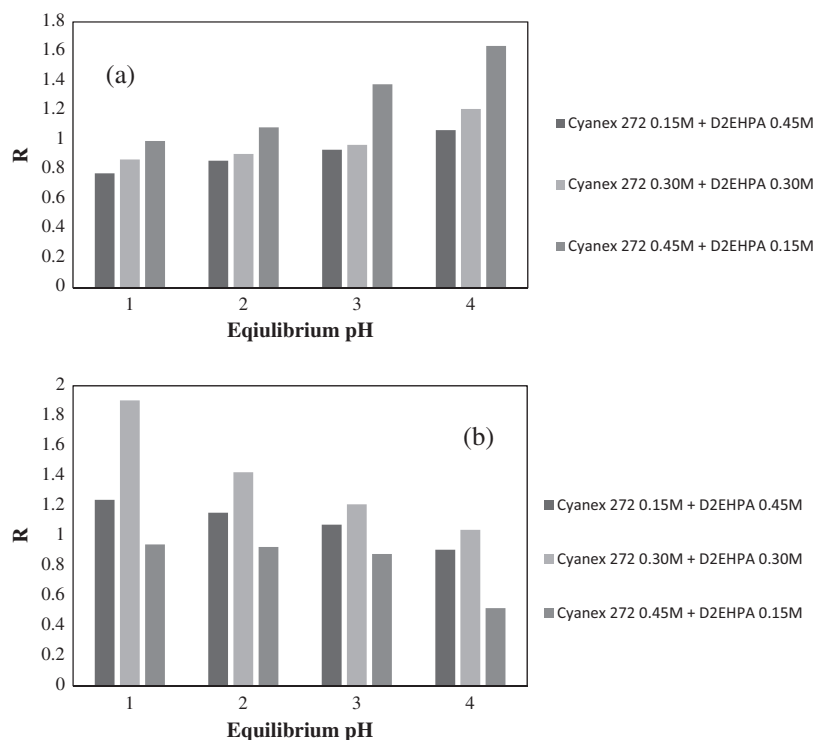 1.8
1.6
1.4
1.2
1
0.8
0.6
0.4
0.2
0
R
(a)
1 2 3 4
Eqiulibrium pH
Cyanex 272 0.15M + D2EHPA 0.45M
Cyanex 272 0.30M + D2EHPA 0.30M
Cyanex 272 0.45M + D2EHPA 0.15M
2
1.8
1.6
1.4
1.2
1
0.8
0.6
0.4
0.2
0
R
(b)
1 2 3 4
Equilibrium pH
Cyanex 272 0.15M + D2EHPA 0.45M
Cyanex 272 0.30M + D2EHPA 0.30M
Cyanex 272 0.45M + D2EHPA 0.15M